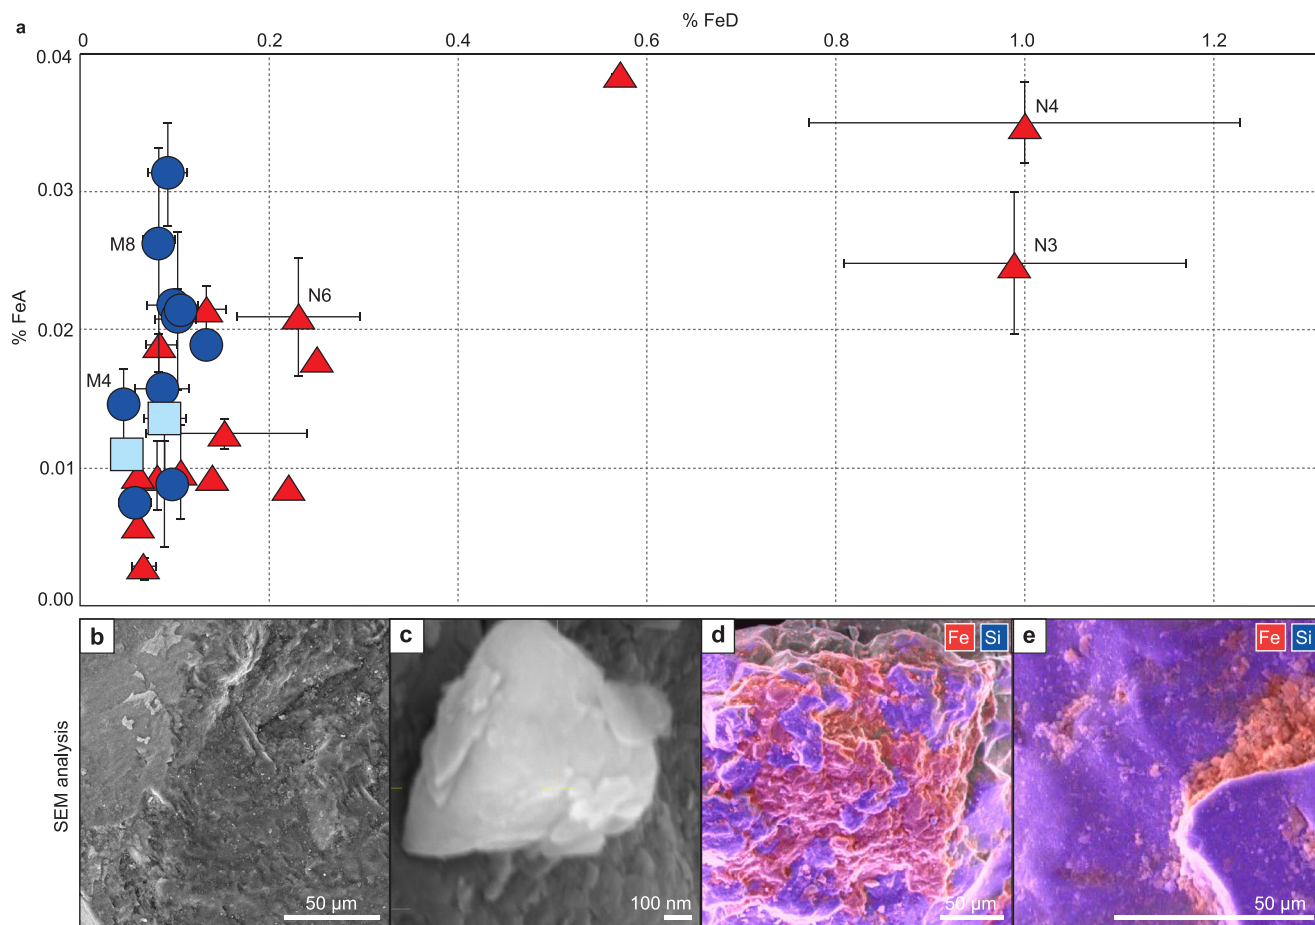 a
% FeD
0 0.2 0.4 0.6 0.8 1.0 1.2
0.04
N4
0.03
M8
N3
N6
% FeA
0.02
M4
0.01
0.00
b c d Fe Si e Fe Si
SEM analysis
50 µm 100 nm 50 µm 50 µm